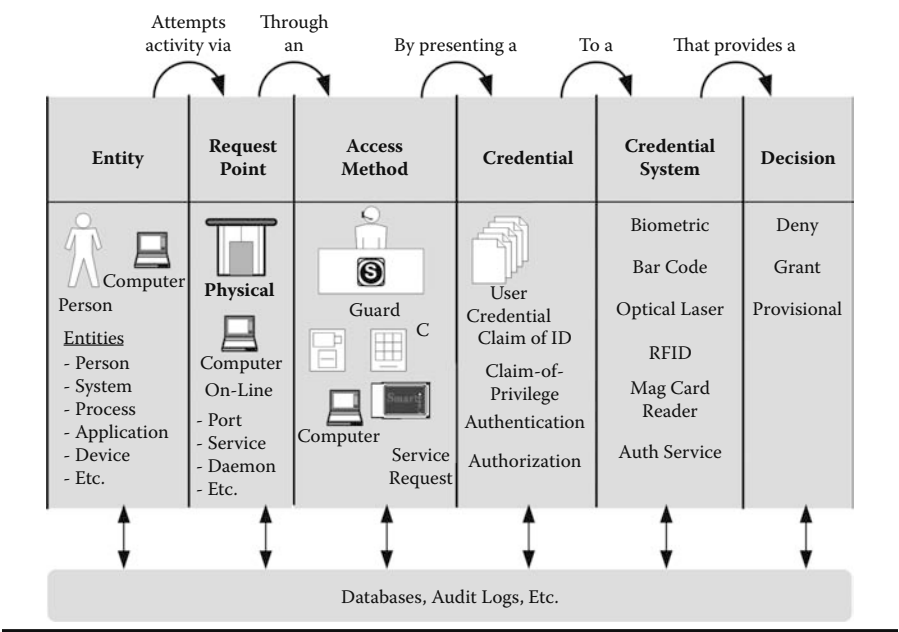 Attempts
activity via
Through
an
By presenting a
To a
That provides a
Entity
Request
Point
Access
Method
Credential
Credential
System
Decision
Computer
Person
Entities
- Person
- System
- Process
- Application
- Device
- Etc.
Physical
Computer
On-Line
- Port
- Service
- Daemon
- Etc.
S
Guard
C
Smart
Computer
Service
Request
User
Credential
Claim of ID
Claim-of-
Privilege
Authentication
Authorization
Biometric
Bar Code
Optical Laser
RFID
Mag Card
Reader
Auth Service
Deny
Grant
Provisional
Databases, Audit Logs, Etc.